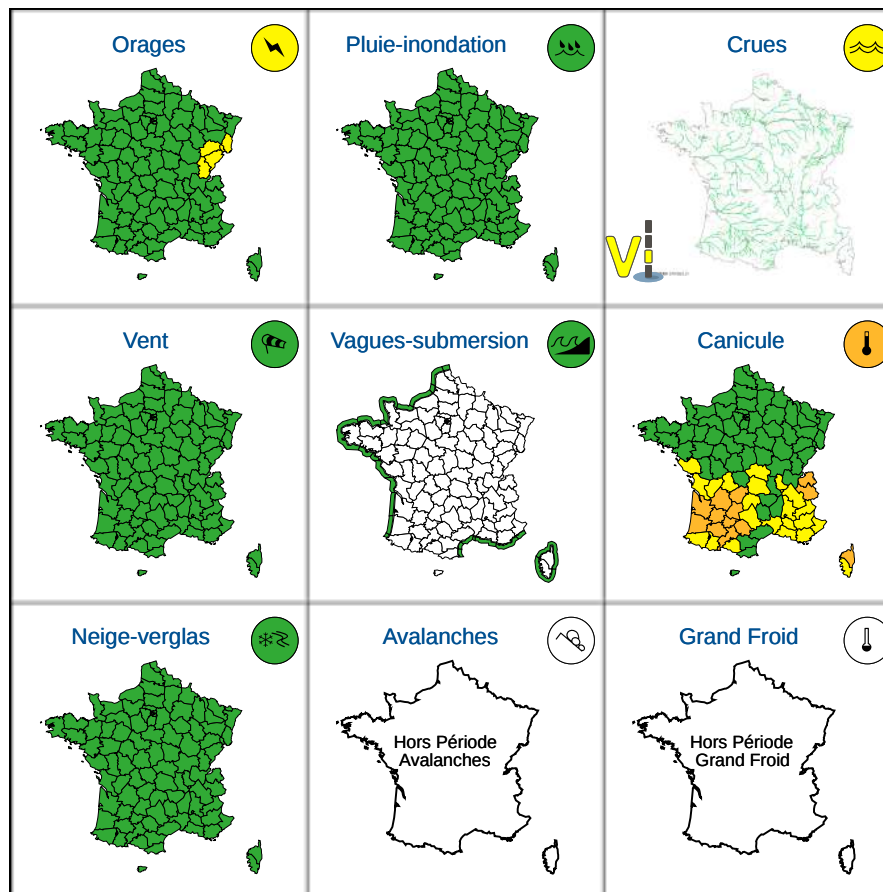 Orages
Pluie-inondation
Crues
Vi
Vent
Vagues-submersion
Canicule
Neige-verglas
Avalanches
Grand Froid
Hors Période
Avalanches
Hors Période
Grand Froid